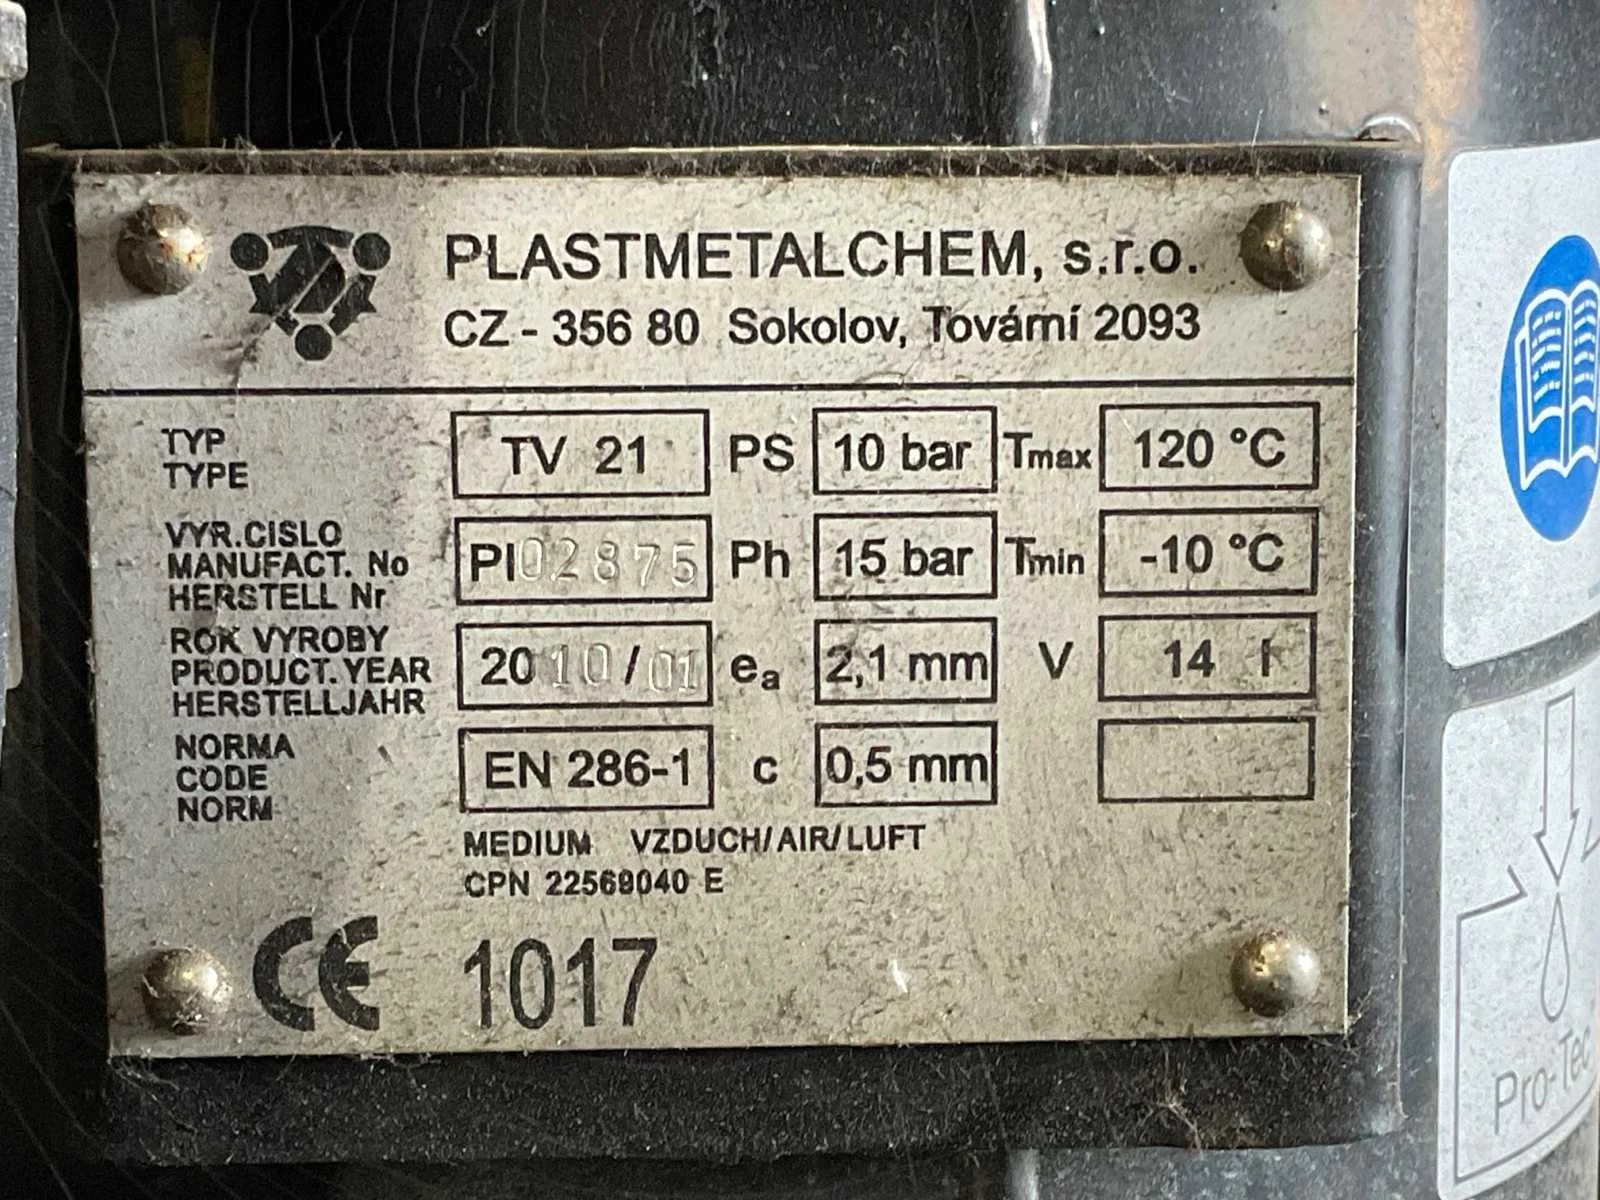 PLASTMETALCHEM, s.r.o.
CZ - 356 80 Sokolov, Tovární 2093
TYP
TYPE
TV 21
PS 10 bar
Tmax 120 °C
VYR.CISLO
MANUFACT. No
HERSTELL Nr
PI02875
Ph 15 bar
Tmin -10 °C
ROK VYROBY
PRODUCT.YEAR
HERSTELLJAHR
2010/01
ea 2,1 mm
V 14 l
NORMA
CODE
NORM
EN 286-1
c 0,5 mm
MEDIUM VZDUCH/AIR/LUFT
CPN 22569040 E
CE 1017
Pro-Tec